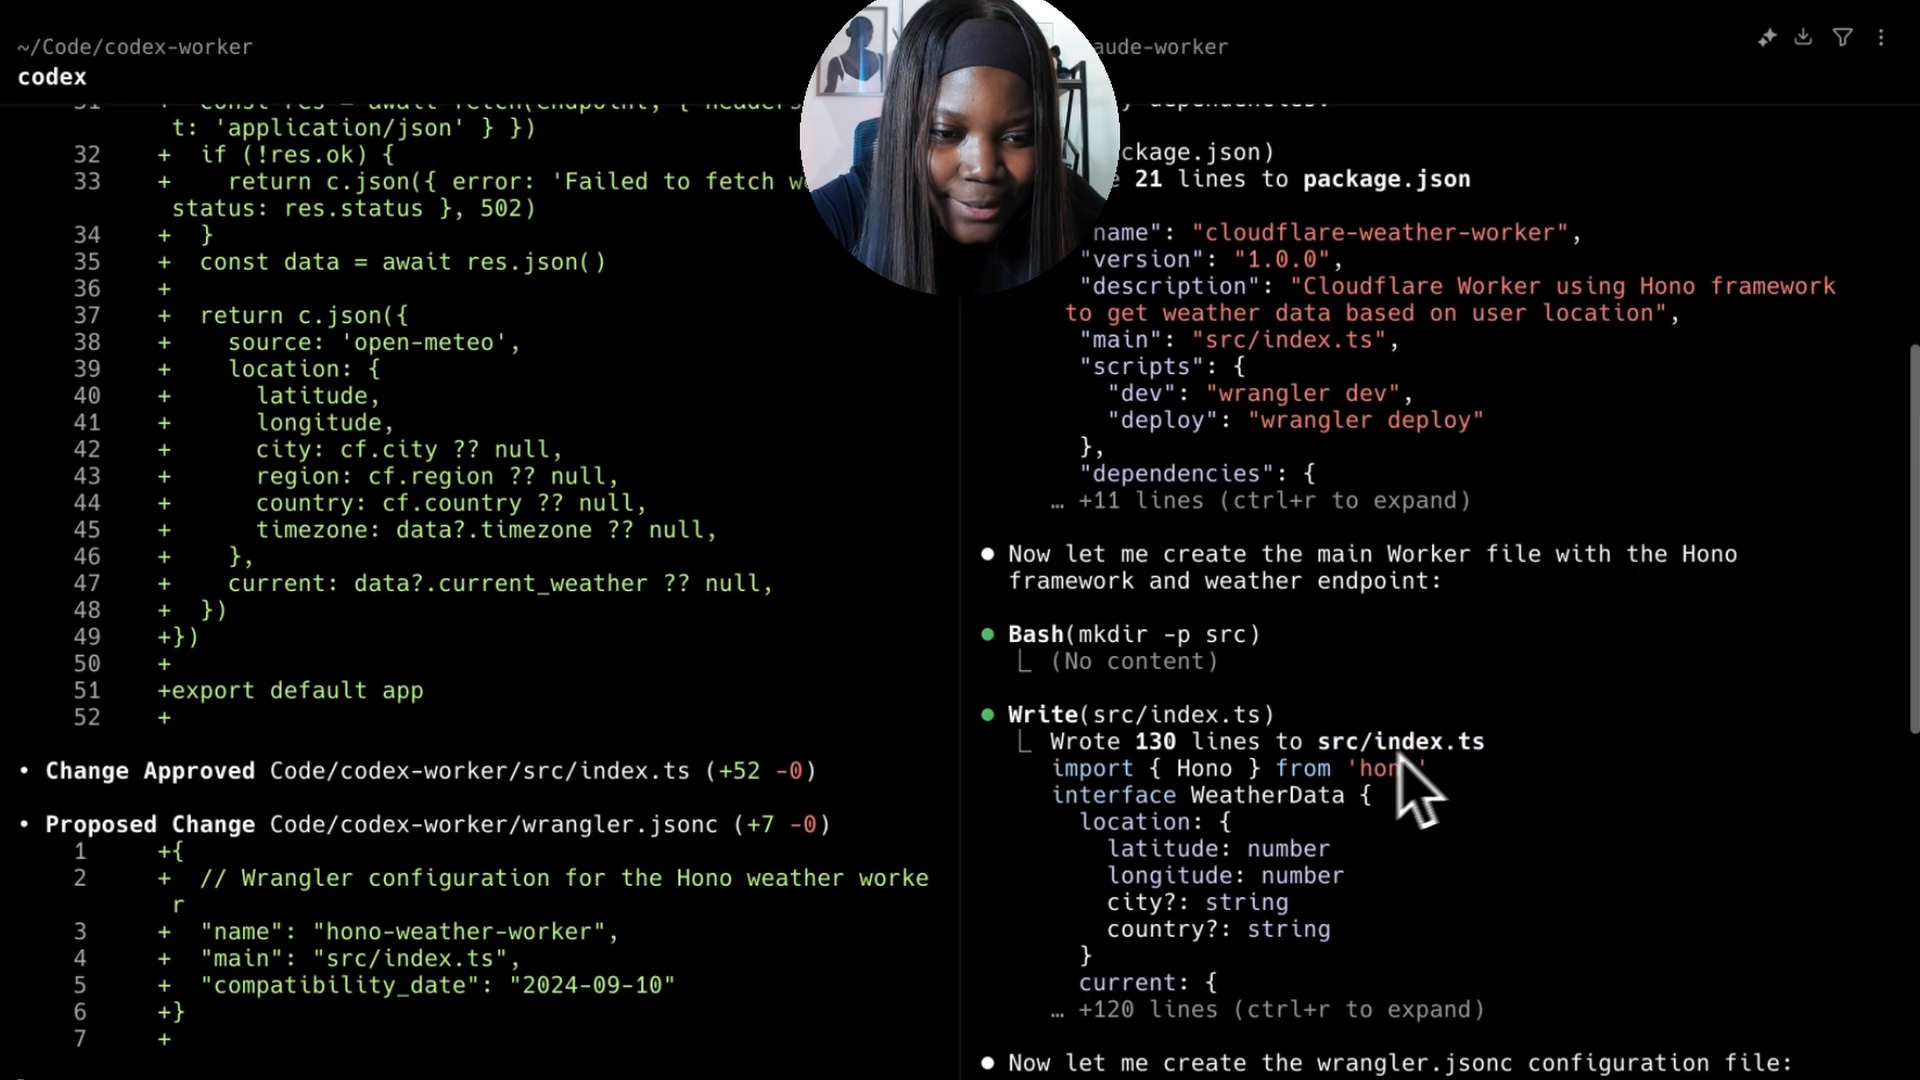 ~/Code/codex-worker
codex
31 + const res = await fetch(endpoint, { headers
t: 'application/json' } })
32 + if (!res.ok) {
33 + return c.json({ error: 'Failed to fetch
status: res.status }, 502)
34 + }
35 + const data = await res.json()
36 +
37 + return c.json({
38 + source: 'open-meteo',
39 + location: {
40 + latitude,
41 + longitude,
42 + city: cf.city ?? null,
43 + region: cf.region ?? null,
44 + country: cf.country ?? null,
45 + timezone: data?.timezone ?? null,
46 + },
47 + current: data?.current_weather ?? null,
48 + })
49 +})
50 +
51 +export default app
52 +
• Change Approved Code/codex-worker/src/index.ts (+52 -0)
• Proposed Change Code/codex-worker/wrangler.jsonc (+7 -0)
1 +{
2 + // Wrangler configuration for the Hono weather worke
r
3 + "name": "hono-weather-worker",
4 + "main": "src/index.ts",
5 + "compatibility_date": "2024-09-10"
6 +}
7 +
aude-worker
dependencies:
ckage.json)
21 lines to package.json
name": "cloudflare-weather-worker",
"version": "1.0.0",
"description": "Cloudflare Worker using Hono framework
to get weather data based on user location",
"main": "src/index.ts",
"scripts": {
"dev": "wrangler dev",
"deploy": "wrangler deploy"
},
"dependencies": {
… +11 lines (ctrl+r to expand)
● Now let me create the main Worker file with the Hono
framework and weather endpoint:
● Bash(mkdir -p src)
⎿ (No content)
● Write(src/index.ts)
⎿ Wrote 130 lines to src/index.ts
import { Hono } from 'hon '
interface WeatherData {
location: {
latitude: number
longitude: number
city?: string
country?: string
}
current: {
… +120 lines (ctrl+r to expand)
● Now let me create the wrangler.jsonc configuration file: